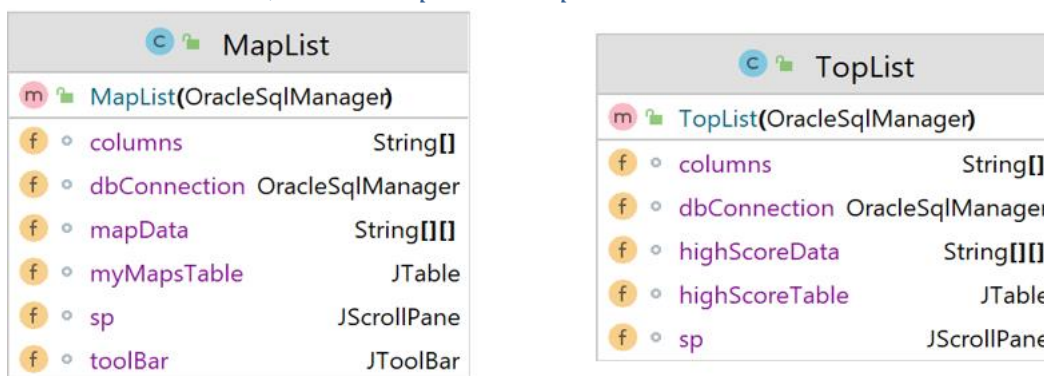 MapList
MapList(OracleSqlManager)
columns String[]
dbConnection OracleSqlManager
mapData String[][]
myMapsTable JTable
sp JScrollPane
toolBar JToolBar
TopList
TopList(OracleSqlManager)
columns String[]
dbConnection OracleSqlManager
highScoreData String[][]
highScoreTable JTable
sp JScrollPane